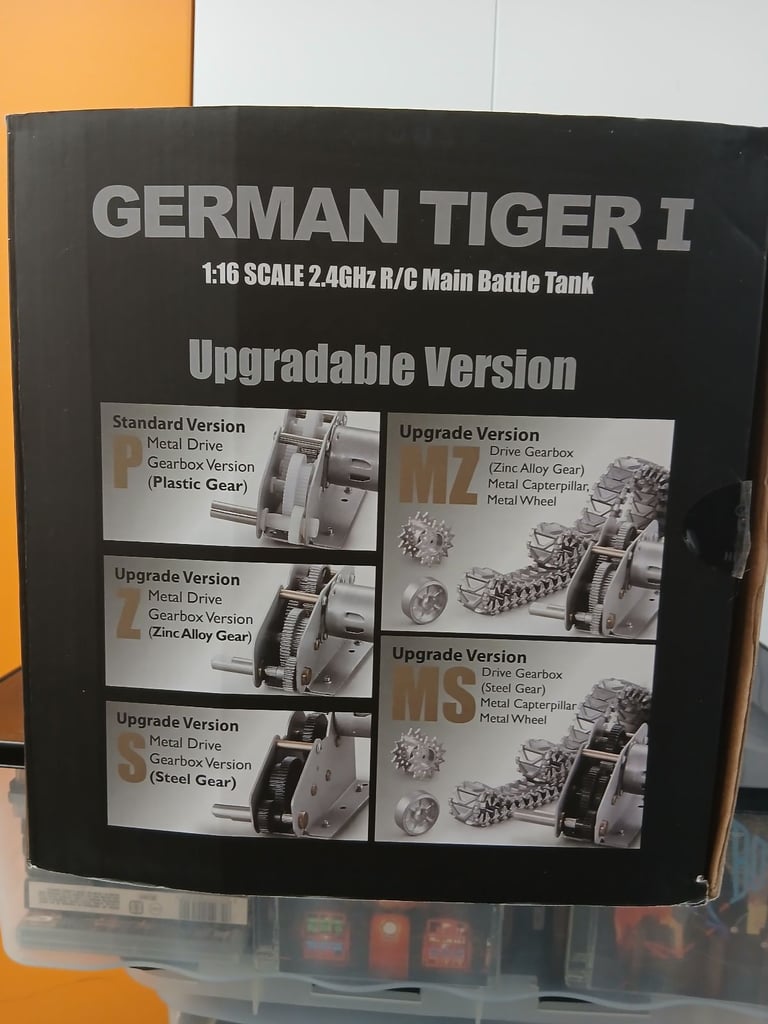 GERMAN TIGER I
1:16 SCALE 2.4GHz R/C Main Battle Tank
Upgradable Version
Standard Version
P
Metal Drive
Gearbox Version
(Plastic Gear)
Upgrade Version
Z
Metal Drive
Gearbox Version
(Zinc Alloy Gear)
Upgrade Version
S
Metal Drive
Gearbox Version
(Steel Gear)
Upgrade Version
MZ
Drive Gearbox
(Zinc Alloy Gear)
Metal Capterpillar,
Metal Wheel
Upgrade Version
MS
Drive Gearbox
(Steel Gear)
Metal Capterpillar
Metal Wheel